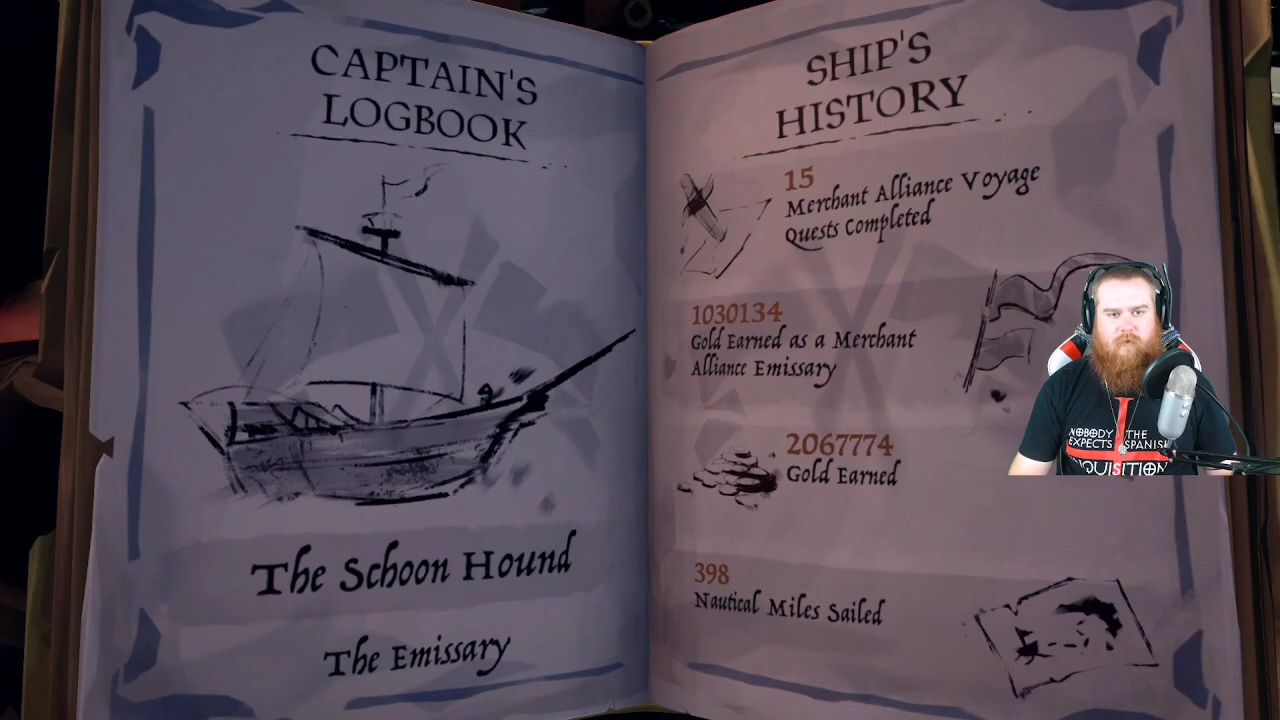 CAPTAIN'S
LOGBOOK
The Schoon Hound
The Emissary
SHIP'S
HISTORY
15
Merchant Alliance Voyage
Quests Completed
1030134
Gold Earned as a Merchant
Alliance Emissary
2067774
Gold Earned
398
Nautical Miles Sailed
NOBODY THE
EXPECTS SPANISH
INQUISITION